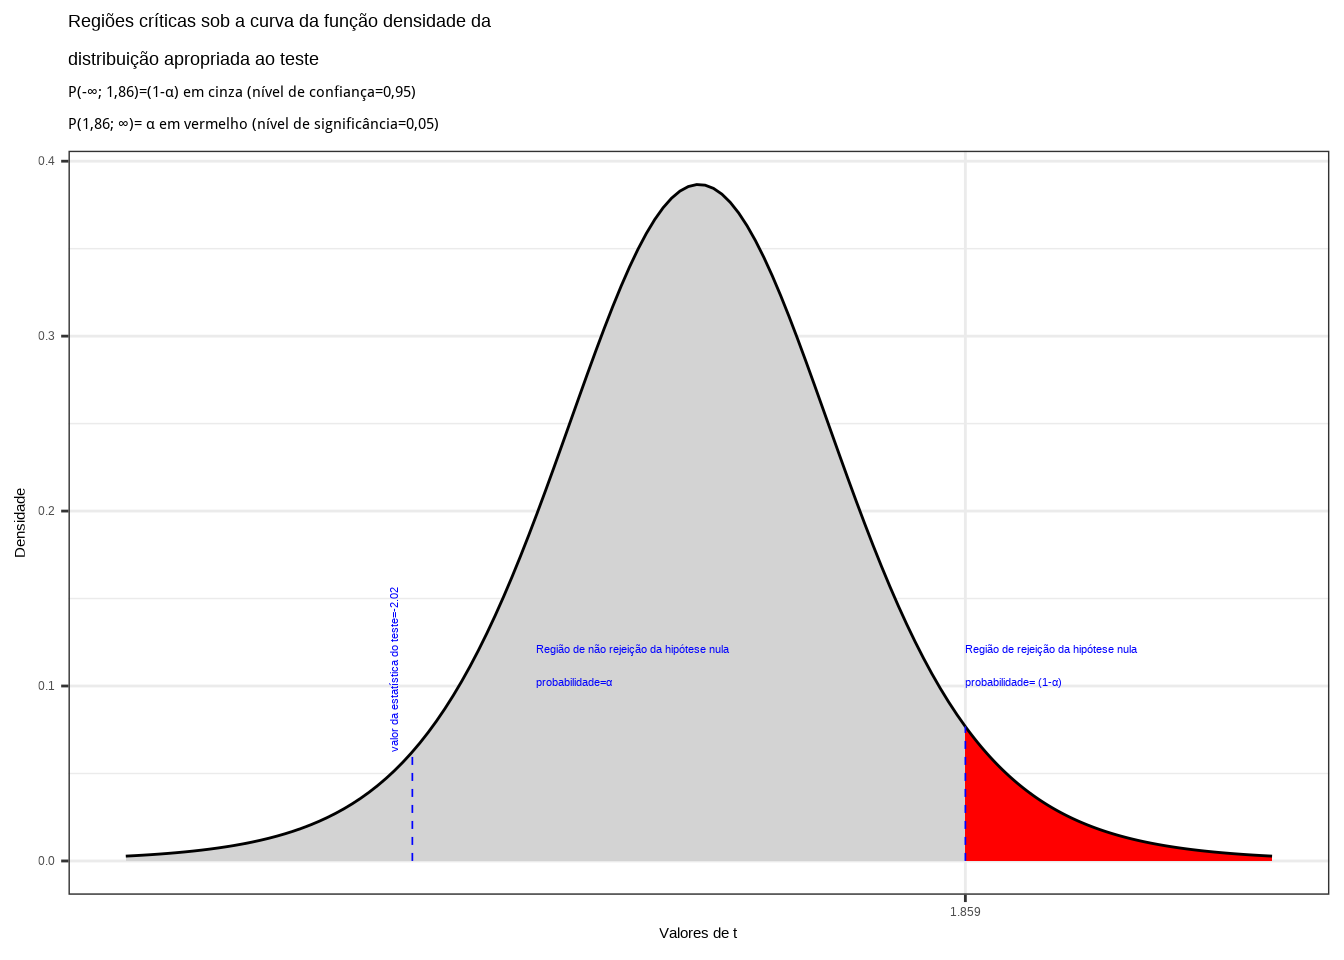 Regiões críticas sob a curva da função densidade da
distribuição apropriada ao teste
P(-∞; 1,86)=(1-α) em cinza (nível de confiança=0,95)
P(1,86; ∞)= α em vermelho (nível de significância=0,05)
0.4
0.3
0.2
0.1
0.0
Densidade
valor da estatística do teste=-2.02
Região de não rejeição da hipótese nula
probabilidade=α
Região de rejeição da hipótese nula
probabilidade= (1-α)
1.859
Valores de t